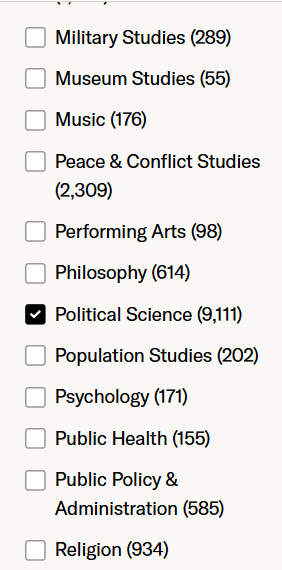 Military Studies (289)
Museum Studies (55)
Music (176)
Peace & Conflict Studies
(2,309)
Performing Arts (98)
Philosophy (614)
Political Science (9,111)
Population Studies (202)
Psychology (171)
Public Health (155)
Public Policy &
Administration (585)
Religion (934)